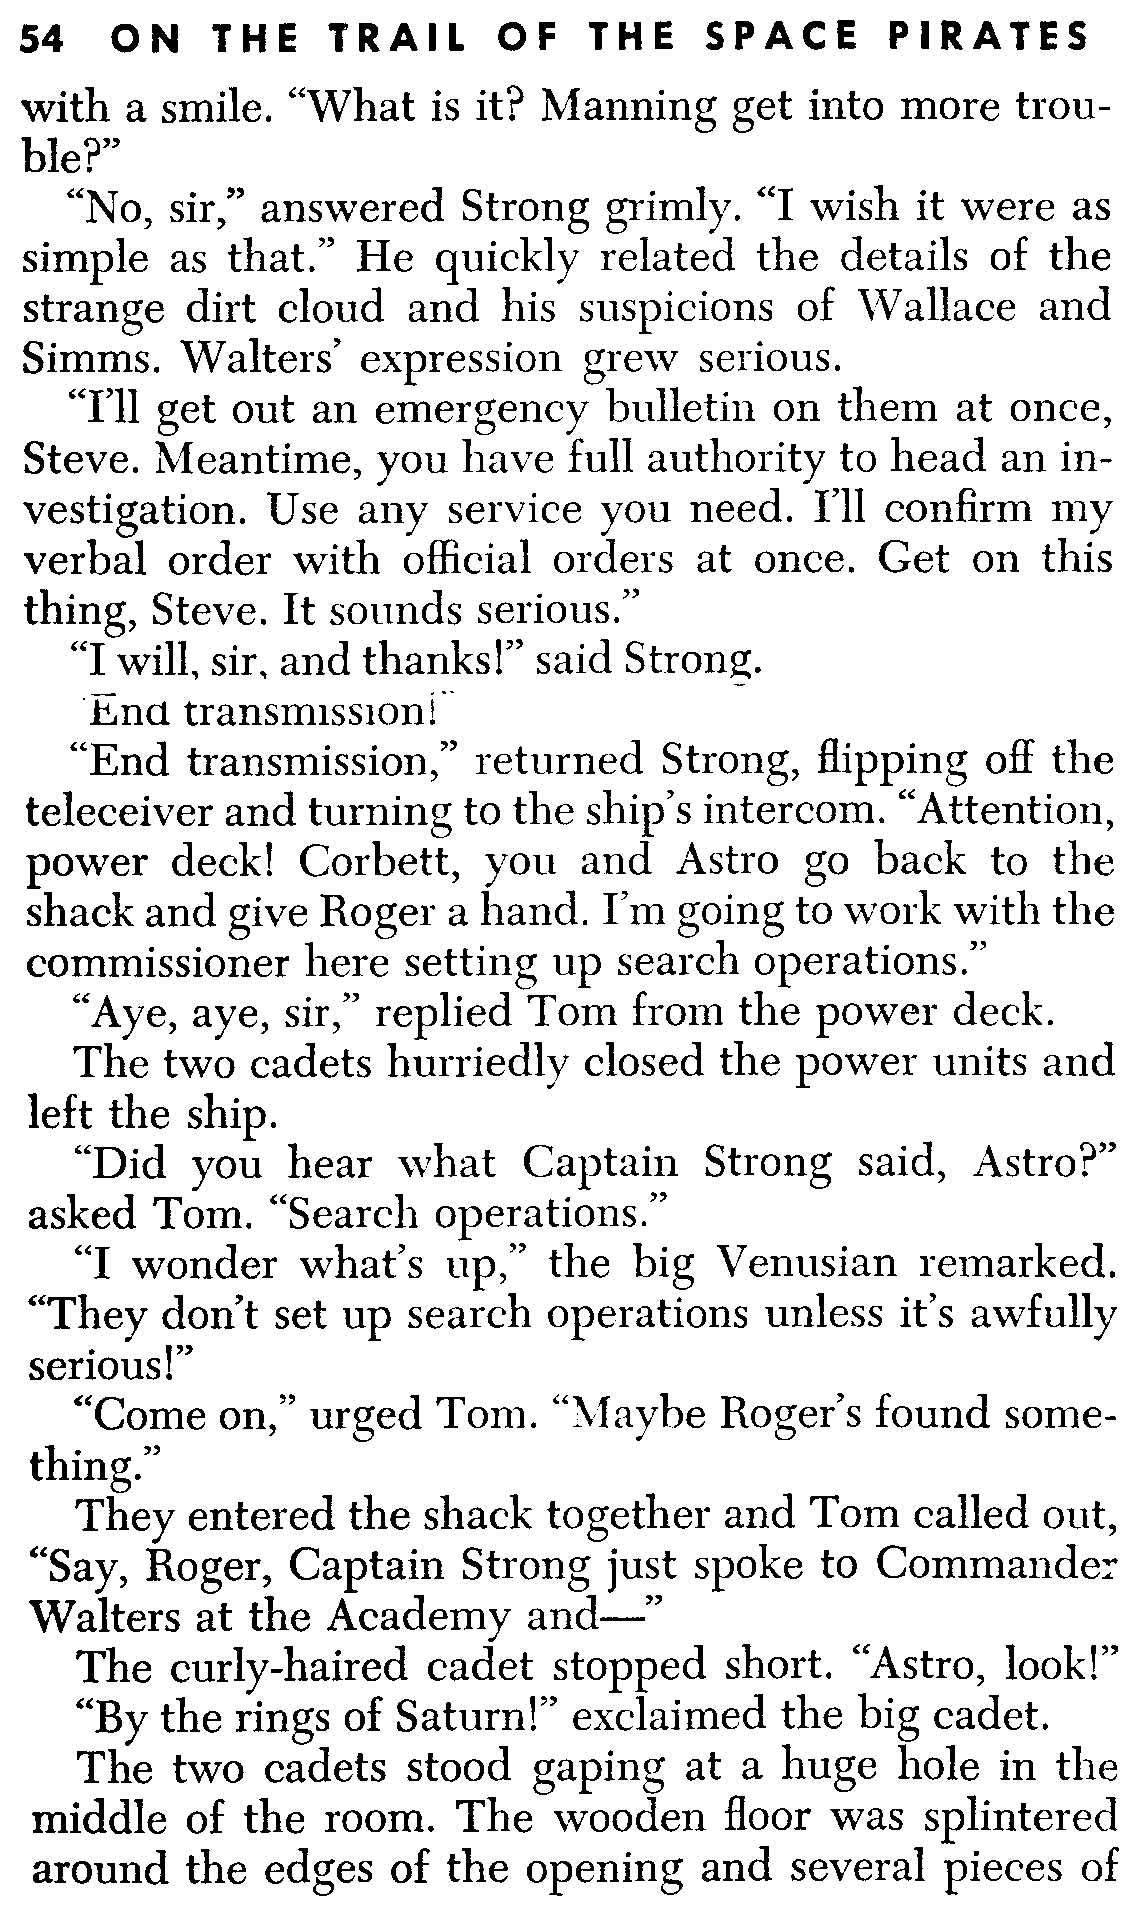 54 ON THE TRAIL OF THE SPACE PIRATES
with a smile. “What is it? Manning get into more trou-
ble?”
“No, sir,” answered Strong grimly. “I wish it were as
simple as that.” He quickly related the details of the
strange dirt cloud and his suspicions of Wallace and
Simms. Walters’ expression grew serious.
“I’ll get out an emergency bulletin on them at once,
Steve. Meantime, you have full authority to head an in-
vestigation. Use any service you need. I’ll confirm my
verbal order with official orders at once. Get on this
thing, Steve. It sounds serious.”
“I will, sir, and thanks!” said Strong.
“End transmission!”
“End transmission,” returned Strong, flipping off the
teleceiver and turning to the ship’s intercom. “Attention,
power deck! Corbett, you and Astro go back to the
shack and give Roger a hand. I’m going to work with the
commissioner here setting up search operations.”
“Aye, aye, sir,” replied Tom from the power deck.
The two cadets hurriedly closed the power units and
left the ship.
“Did you hear what Captain Strong said, Astro?”
asked Tom. “Search operations.”
“I wonder what’s up,” the big Venusian remarked.
“They don’t set up search operations unless it’s awfully
serious!”
“Come on,” urged Tom. “Maybe Roger’s found some-
thing.”
They entered the shack together and Tom called out,
“Say, Roger, Captain Strong just spoke to Commander
Walters at the Academy and—”
The curly-haired cadet stopped short. “Astro, look!”
“By the rings of Saturn!” exclaimed the big cadet.
The two cadets stood gaping at a huge hole in the
middle of the room. The wooden floor was splintered
around the edges of the opening and several pieces of